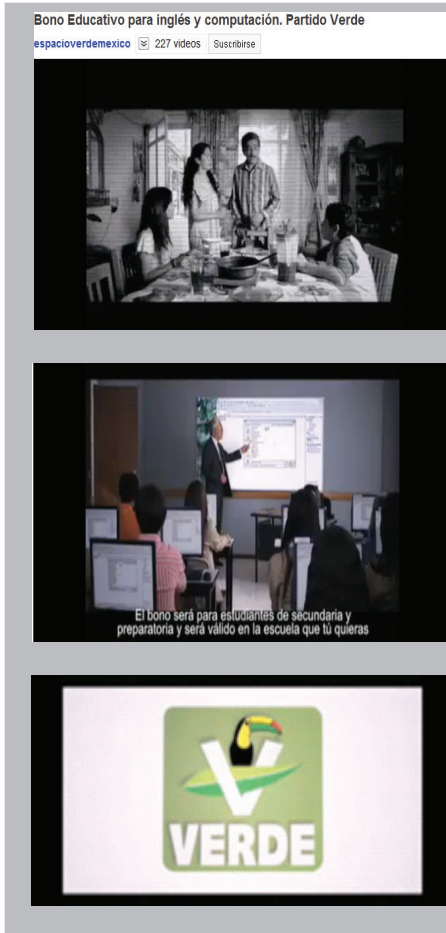 Bono Educativo para inglés y computación. Partido Verde
espacioverdemexico 227 videos Suscribirse
El bono será para estudiantes de secundaria y
preparatoria y será válido en la escuela que tú quieras
V
VERDE